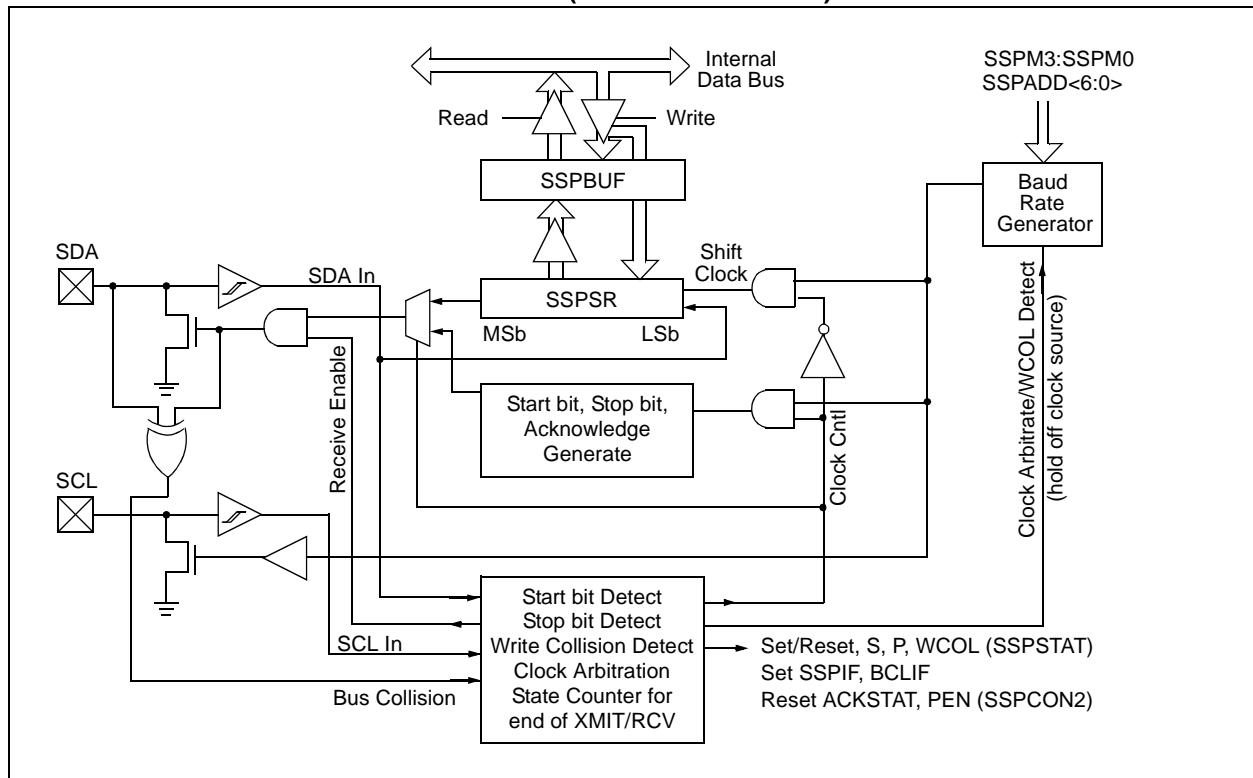 Internal
Data Bus
SSPM3:SSPM0
SSPADD<6:0>
Read
Write
SSPBUF
Baud
Rate
Generator
SDA
SDA In
Shift
Clock
SSPSR
MSb
LSb
Receive Enable
Start bit, Stop bit,
Acknowledge
Generate
Clock Cntl
Clock Arbitrate/WCOL Detect
(hold off clock source)
SCL
SCL In
Bus Collision
Start bit Detect
Stop bit Detect
Write Collision Detect
Clock Arbitration
State Counter for
end of XMIT/RCV
Set/Reset, S, P, WCOL (SSPSTAT)
Set SSPIF, BCLIF
Reset ACKSTAT, PEN (SSPCON2)